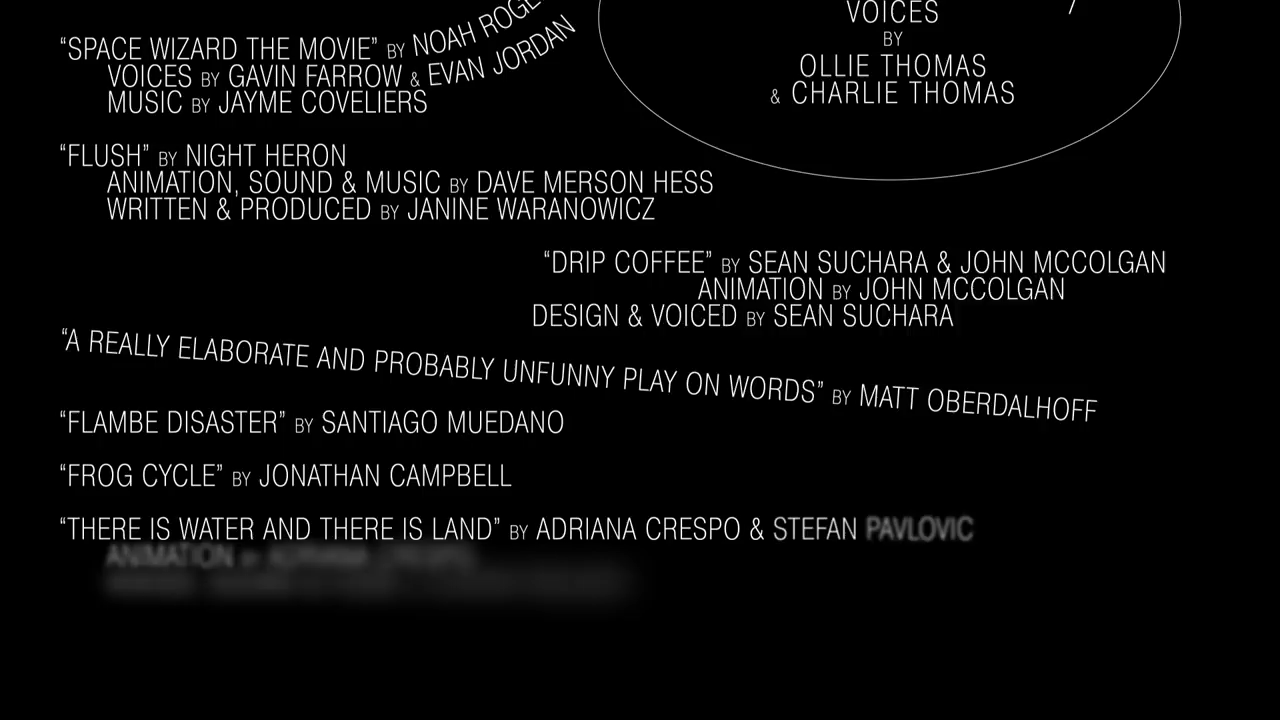 VOICES
BY
OLLIE THOMAS
& CHARLIE THOMAS
“SPACE WIZARD THE MOVIE” BY NOAH
VOICES BY GAVIN FARROW & EVAN JORDAN
MUSIC BY JAYME COVELIERS
“FLUSH” BY NIGHT HERON
ANIMATION, SOUND & MUSIC BY DAVE MERSON HESS
WRITTEN & PRODUCED BY JANINE WARANOWICZ
“DRIP COFFEE” BY SEAN SUCHARA & JOHN MCCOLGAN
ANIMATION BY JOHN MCCOLGAN
DESIGN & VOICED BY SEAN SUCHARA
“A REALLY ELABORATE AND PROBABLY UNFUNNY PLAY ON WORDS” BY MATT OBERDALHOFF
“FLAMBE DISASTER” BY SANTIAGO MUEDANO
“FROG CYCLE” BY JONATHAN CAMPBELL
“THERE IS WATER AND THERE IS LAND” BY ADRIANA CRESPO & STEFAN PAVLOVIC
ANIMATION BY ADRIANA CRESPO